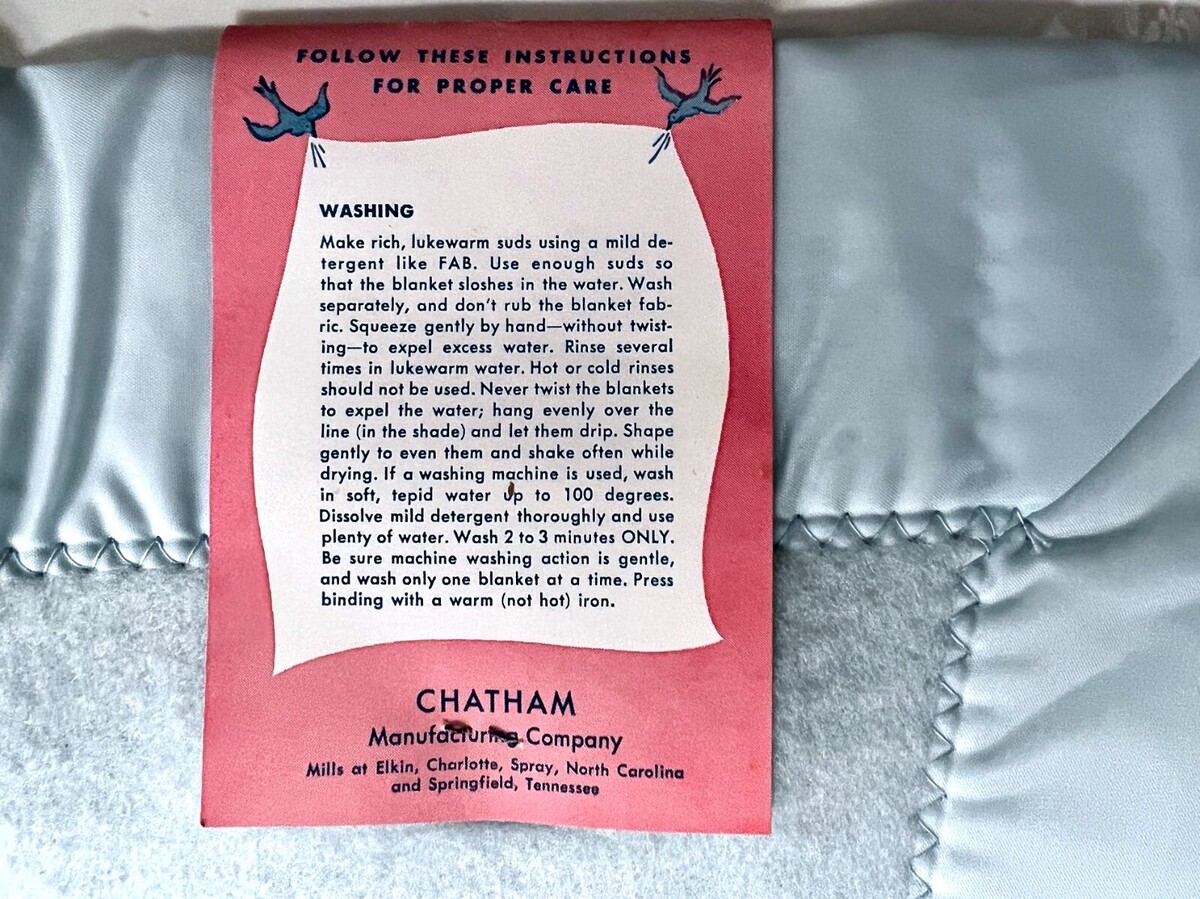 FOLLOW THESE INSTRUCTIONS
FOR PROPER CARE
WASHING
Make rich, lukewarm suds using a mild de-
tergent like FAB. Use enough suds so
that the blanket sloshes in the water. Wash
separately, and don't rub the blanket fab-
ric. Squeeze gently by hand—without twist-
ing—to expel excess water. Rinse several
times in lukewarm water. Hot or cold rinses
should not be used. Never twist the blankets
to expel the water; hang evenly over the
line (in the shade) and let them drip. Shape
gently to even them and shake often while
drying. If a washing machine is used, wash
in soft, tepid water up to 100 degrees.
Dissolve mild detergent thoroughly and use
plenty of water. Wash 2 to 3 minutes ONLY.
Be sure machine washing action is gentle,
and wash only one blanket at a time. Press
binding with a warm (not hot) iron.
CHATHAM
Manufacturing Company
Mills at Elkin, Charlotte, Spray, North Carolina
and Springfield, Tennessee